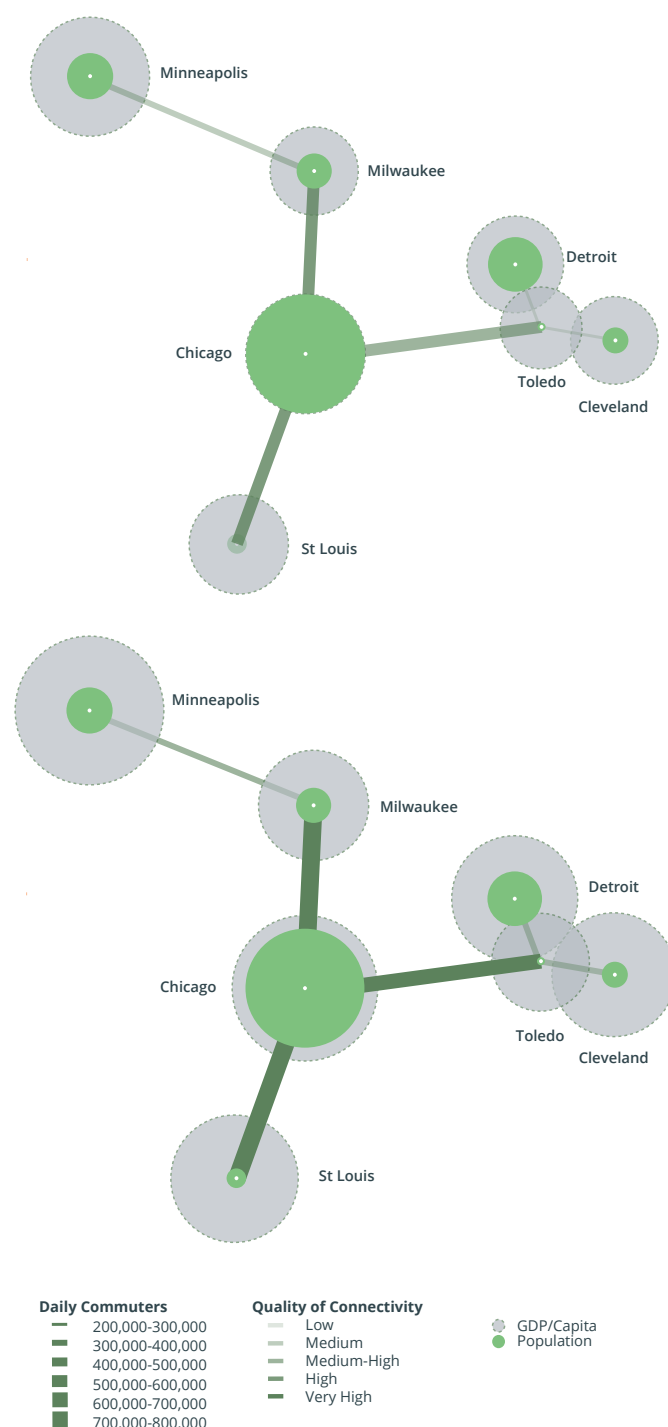 Minneapolis
Milwaukee
Detroit
Chicago
Toledo
Cleveland
St Louis
Minneapolis
Milwaukee
Detroit
Chicago
Toledo
Cleveland
St Louis
Daily Commuters
200,000-300,000
300,000-400,000
400,000-500,000
500,000-600,000
600,000-700,000
700,000-800,000
Quality of Connectivity
Low
Medium
Medium-High
High
Very High
GDP/Capita
Population